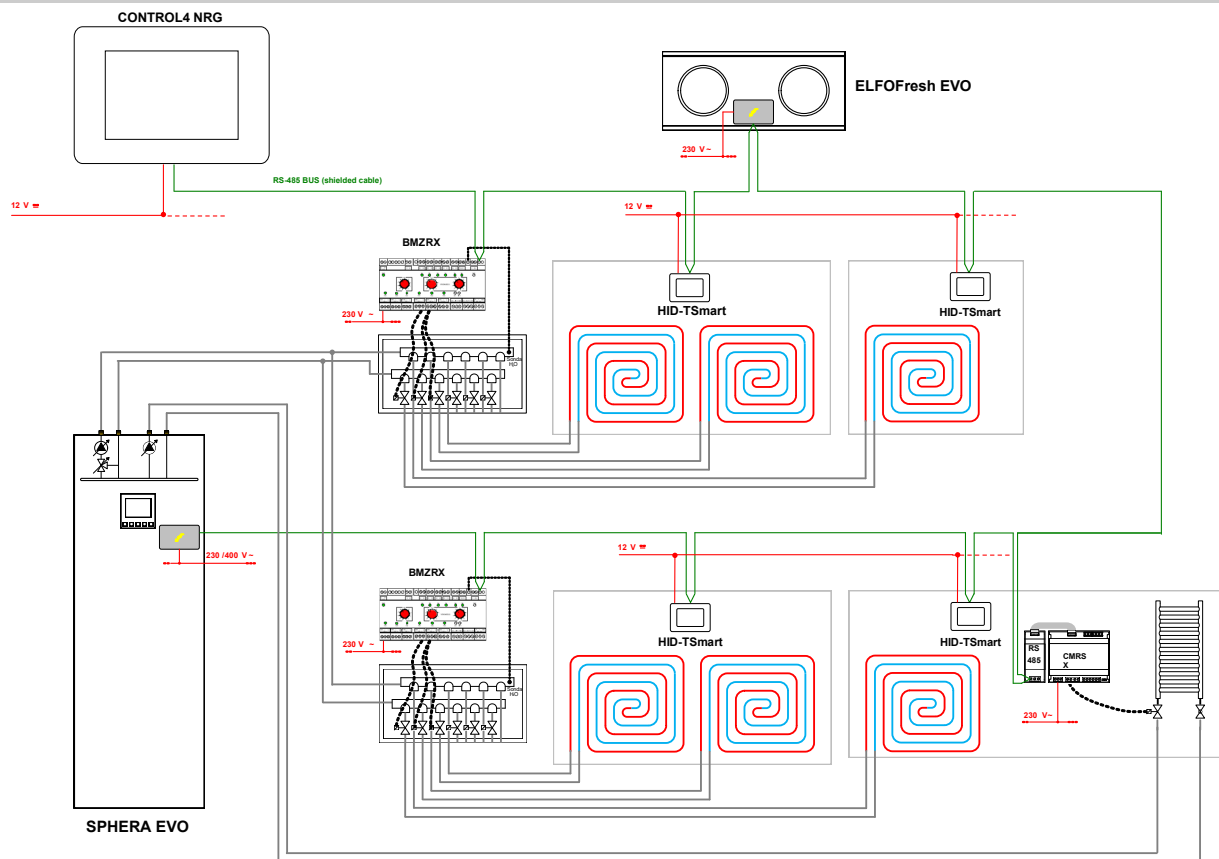 CONTROL4 NRG
ELFOFresh EVO
230 V ~
RS-485 BUS (shielded cable)
12 V
12 V
BMZRX
HID-TSmart
HID-TSmart
230 V ~
Sonda
H2O
230 /400 V ~
12 V
BMZRX
HID-TSmart
HID-TSmart
RS
485
CMRS
X
230 V ~
Sonda
H2O
230 V~
SPHERA EVO